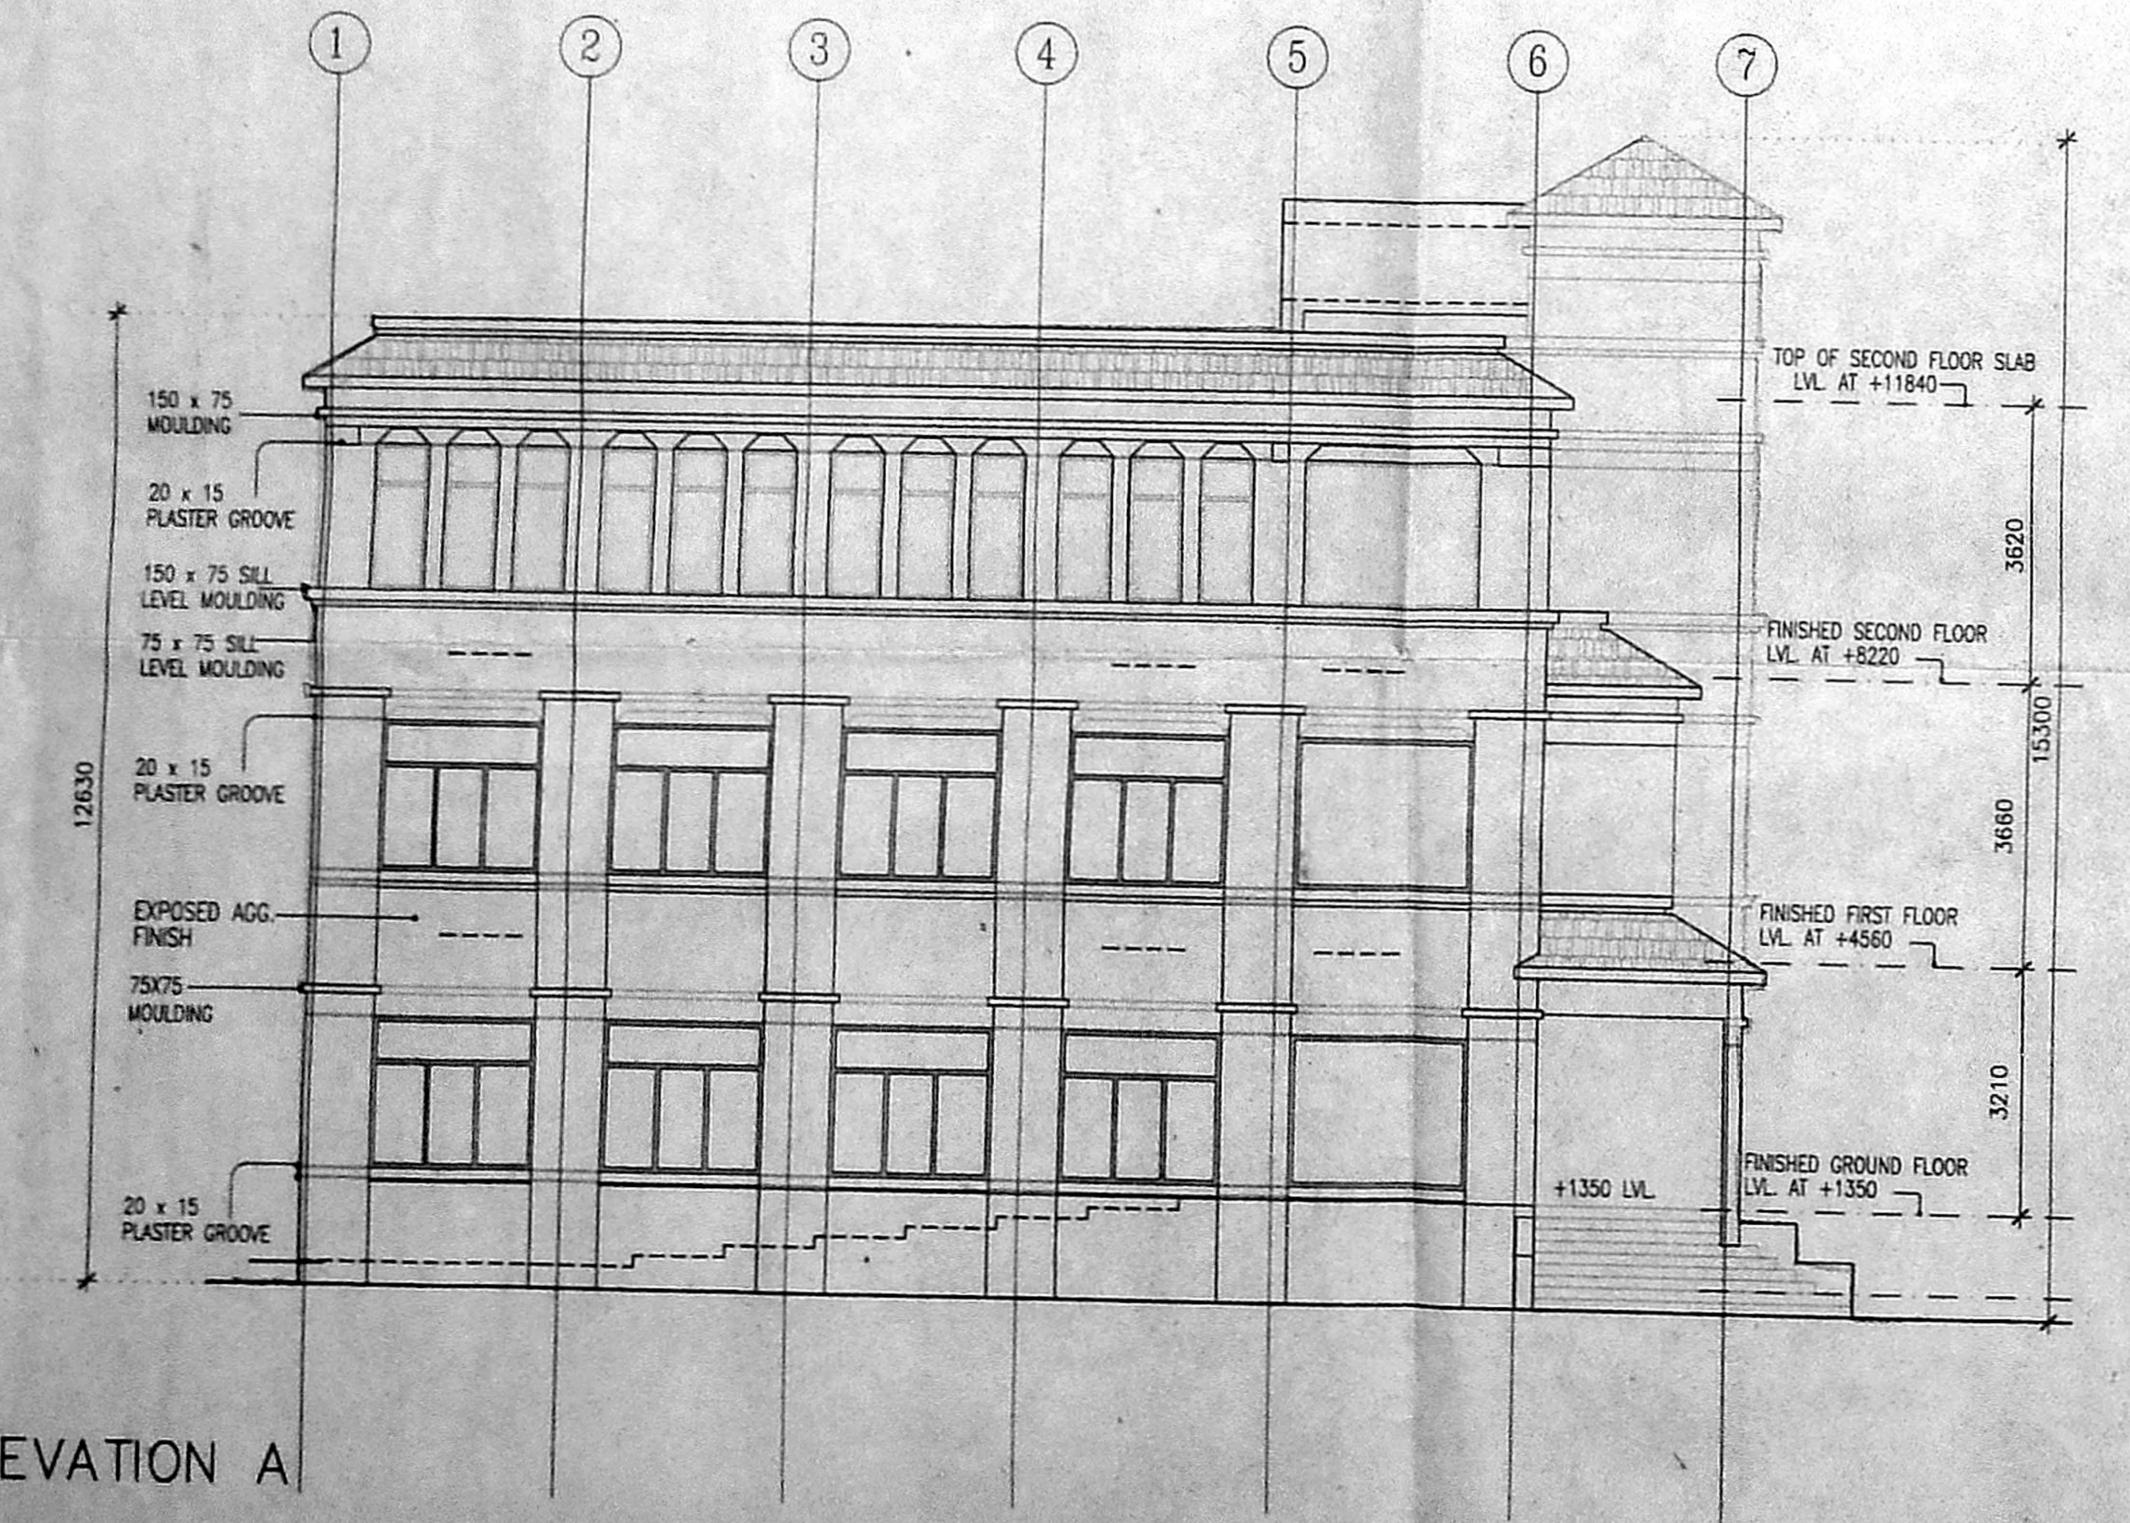 1 2 3 4 5 6 7
150 x 75
MOULDING
20 x 15
PLASTER GROOVE
150 x 75 SILL
LEVEL MOULDING
75 x 75 SILL
LEVEL MOULDING
20 x 15
PLASTER GROOVE
12630
EXPOSED AGG.
FINISH
75X75
MOULDING
20 x 15
PLASTER GROOVE
TOP OF SECOND FLOOR SLAB
LVL. AT +11840
3620
FINISHED SECOND FLOOR
LVL. AT +8220
15300
3660
FINISHED FIRST FLOOR
LVL. AT +4560
3210
FINISHED GROUND FLOOR
LVL. AT +1350
+1350 LVL.
EVATION A